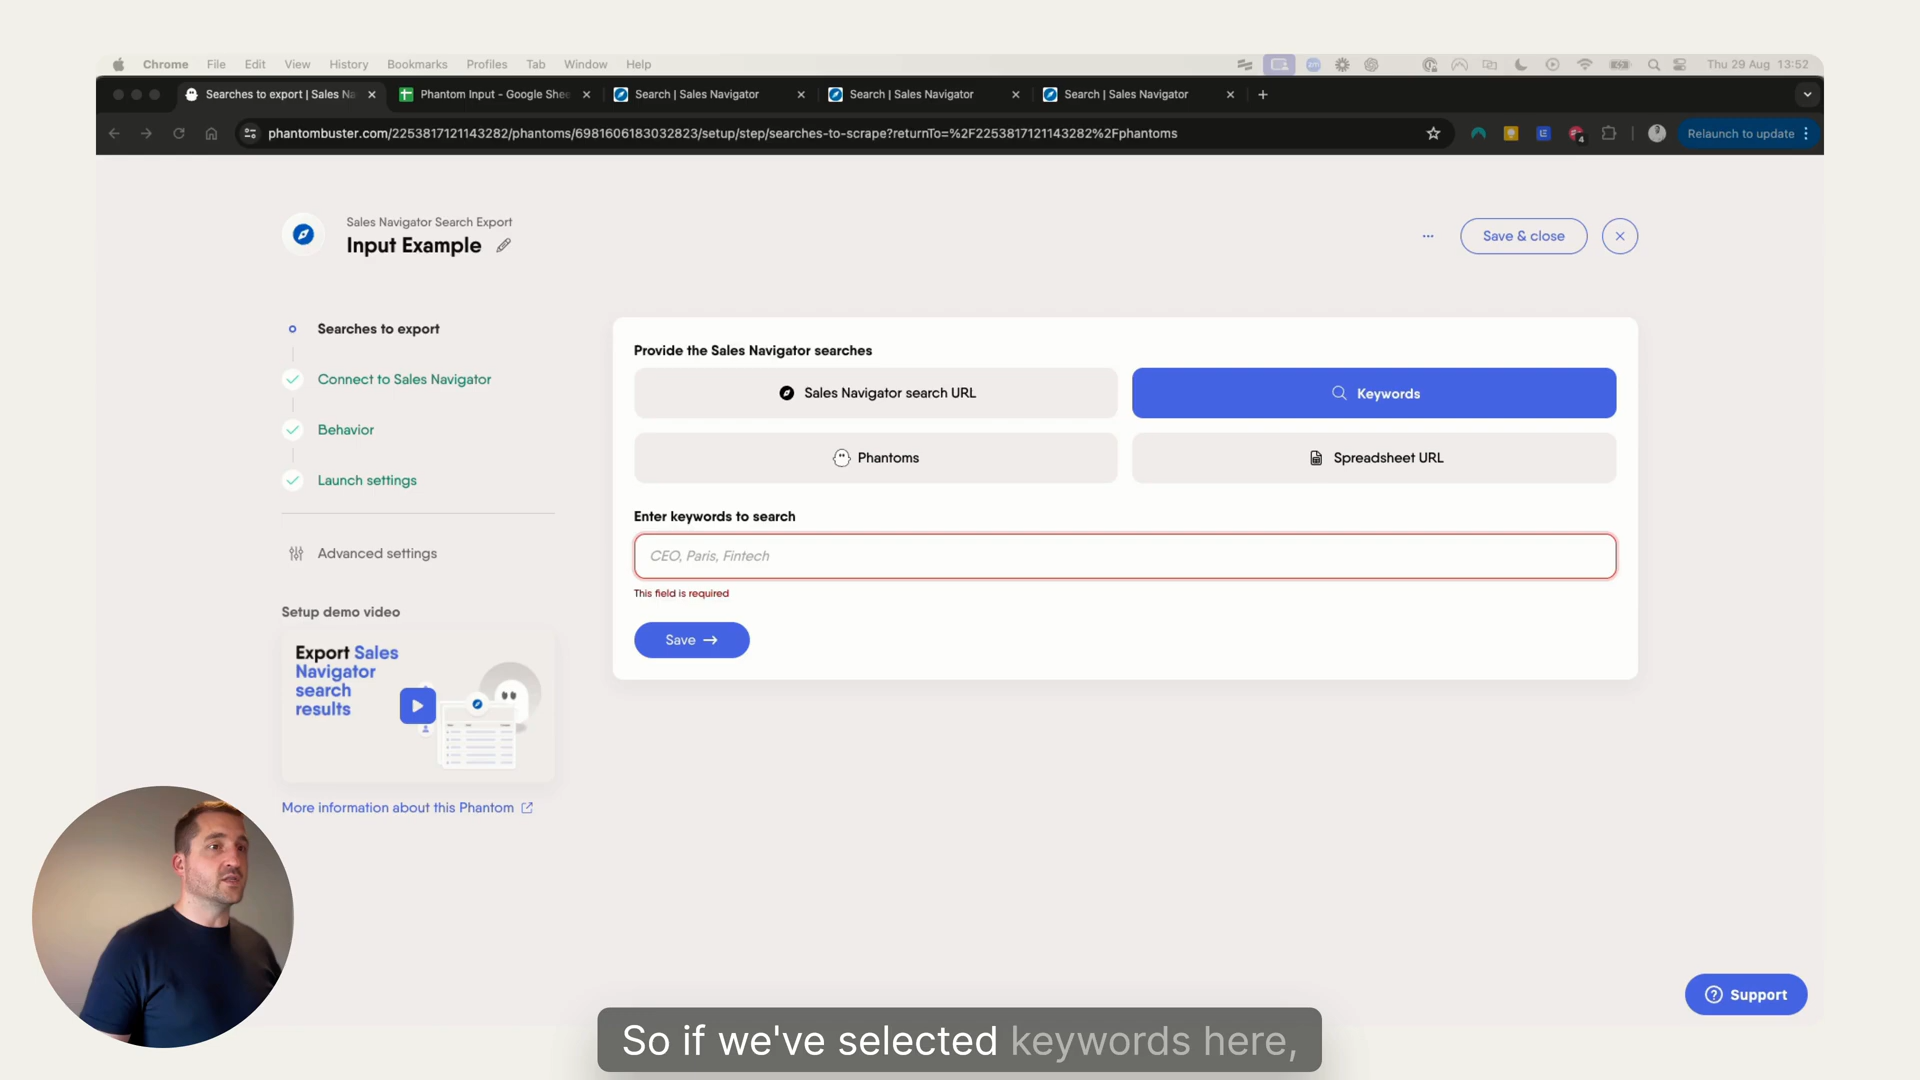 Chrome File Edit View History Bookmarks Profiles Tab Window Help Thu 29 Aug 13:52
Searches to export | Sales Na
Phantom Input - Google Shee
Search | Sales Navigator
Search | Sales Navigator
Search | Sales Navigator
phantombuster.com/2253817121143282/phantoms/6981606183032823/setup/step/searches-to-scrape?returnTo=%2F2253817121143282%2Fphantoms
4
Relaunch to update
Sales Navigator Search Export
Input Example
Save & close
Searches to export
Connect to Sales Navigator
Behavior
Launch settings
Advanced settings
Setup demo video
Export Sales
Navigator
search
results
More information about this Phantom
Provide the Sales Navigator searches
Sales Navigator search URL
Keywords
Phantoms
Spreadsheet URL
Enter keywords to search
CEO, Paris, Fintech
This field is required
Save →
Support
So if we've selected keywords here,